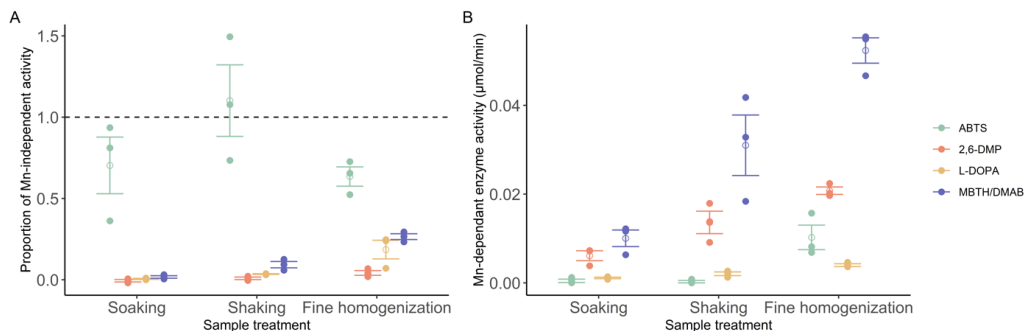 A
Proportion of Mn-independent activity
1.5
1.0
0.5
0.0
Soaking
Shaking
Fine homogenization
Sample treatment
B
Mn-dependant enzyme activity (μmol/min)
0.04
0.02
0.00
Soaking
Shaking
Fine homogenization
Sample treatment
ABTS
2,6-DMP
L-DOPA
MBTH/DMAB